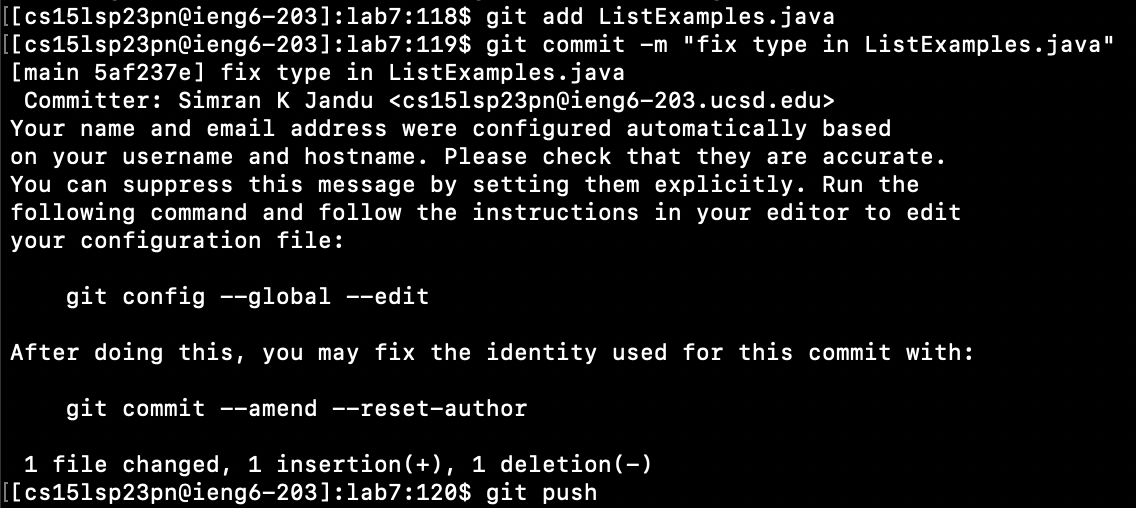 [[cs15lsp23pn@ieng6-203]:lab7:118$ git add ListExamples.java
[[cs15lsp23pn@ieng6-203]:lab7:119$ git commit -m "fix type in ListExamples.java"
[main 5af237e] fix type in ListExamples.java
 Committer: Simran K Jandu <cs15lsp23pn@ieng6-203.ucsd.edu>
Your name and email address were configured automatically based
on your username and hostname. Please check that they are accurate.
You can suppress this message by setting them explicitly. Run the
following command and follow the instructions in your editor to edit
your configuration file:

    git config --global --edit

After doing this, you may fix the identity used for this commit with:

    git commit --amend --reset-author

 1 file changed, 1 insertion(+), 1 deletion(-)
[[cs15lsp23pn@ieng6-203]:lab7:120$ git push